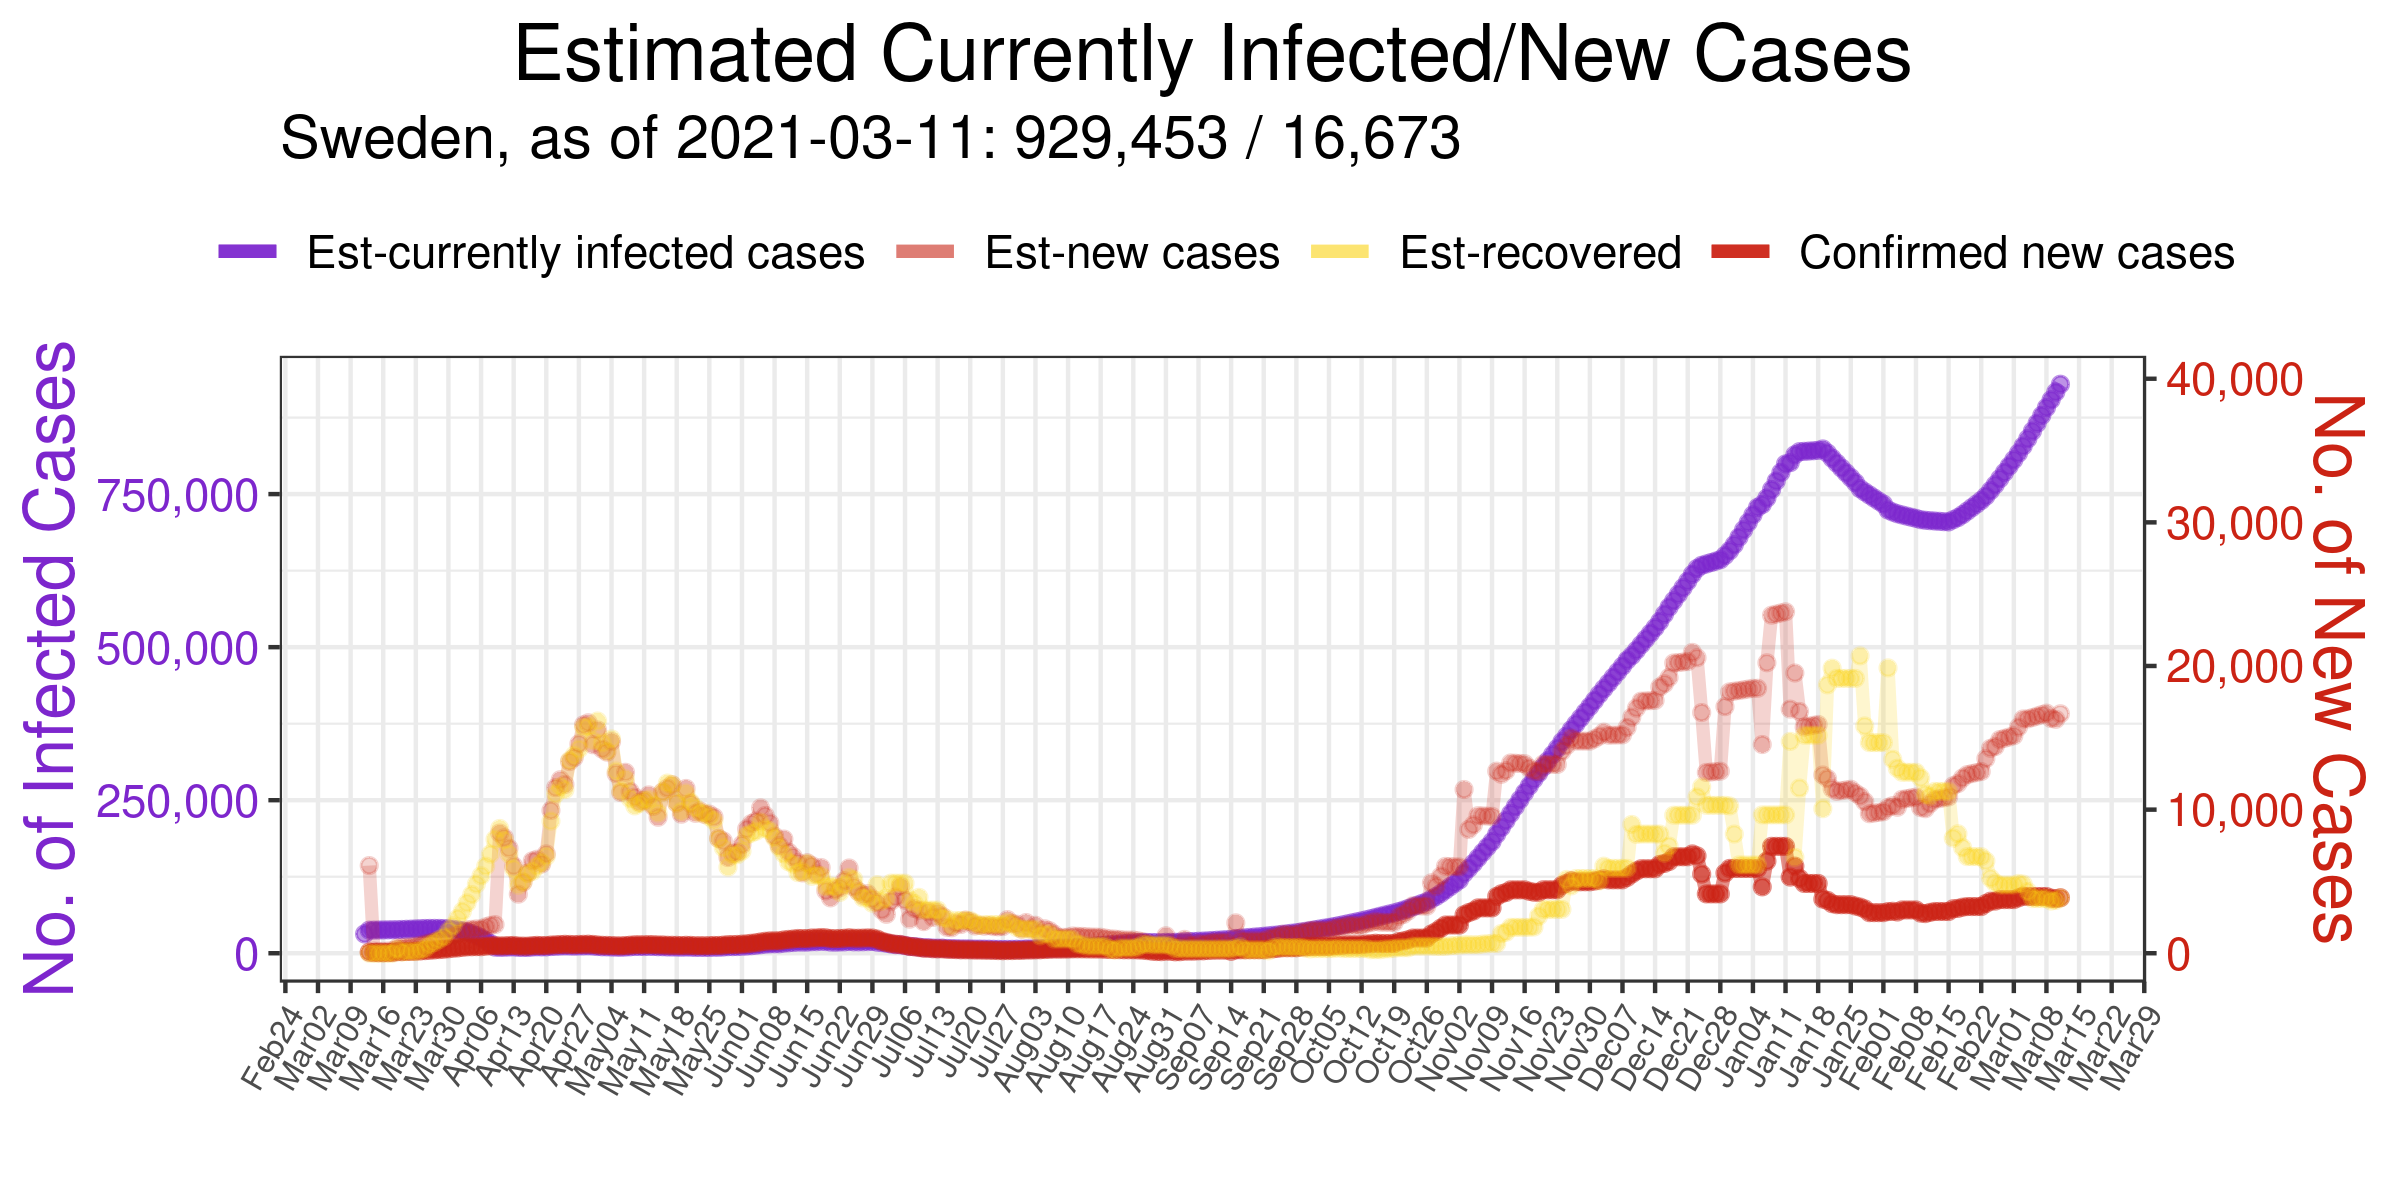 Estimated Currently Infected/New Cases
Sweden, as of 2021-03-11: 929,453 / 16,673
Est-currently infected cases Est-new cases Est-recovered Confirmed new cases
No. of Infected Cases
750,000
500,000
250,000
0
40,000
30,000
20,000
10,000
0
No. of New Cases
Feb24 Mar02 Mar09 Mar16 Mar23 Mar30 Apr06 Apr13 Apr20 Apr27 May04 May11 May18 May25 Jun01 Jun08 Jun15 Jun22 Jun29 Jul06 Jul13 Jul20 Jul27 Aug03 Aug10 Aug17 Aug24 Aug31 Sep07 Sep14 Sep21 Sep28 Oct05 Oct12 Oct19 Oct26 Nov02 Nov09 Nov16 Nov23 Nov30 Dec07 Dec14 Dec21 Dec28 Dec04 Jan11 Jan18 Jan25 Feb01 Feb08 Feb15 Feb22 Mar01 Mar08 Mar15 Mar22 Mar29